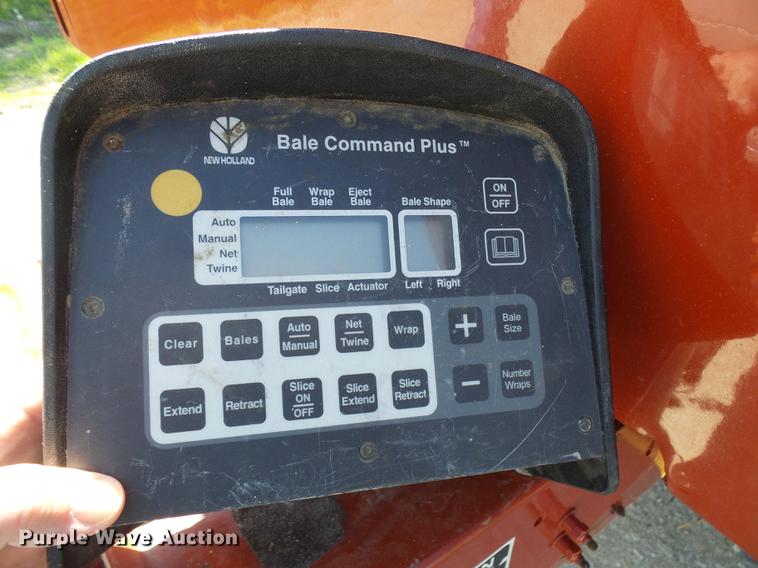 NEW HOLLAND
Bale Command Plus™
Full Bale
Wrap Bale
Eject Bale
Bale Shape
ON
OFF
Auto
Manual
Net
Twine
Tailgate Slice Actuator
Left Right
Clear
Bales
Auto
Manual
Net
Twine
Wrap
+
Bale Size
Extend
Retract
Slice ON OFF
Slice Extend
Slice Retract
−
Number Wraps
Purple Wave Auction